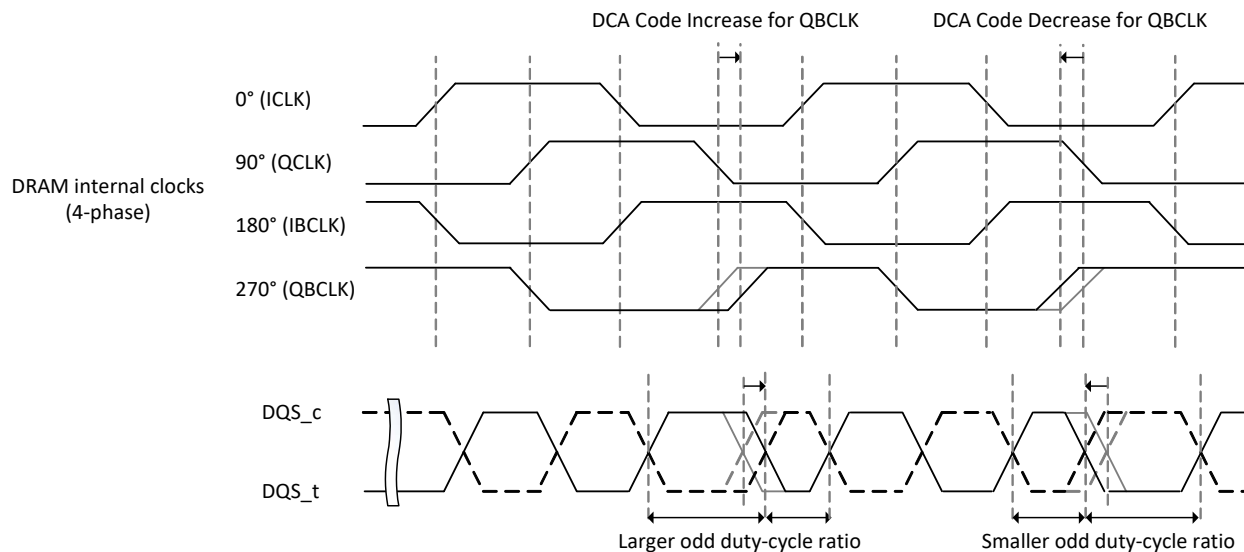 DCA Code Increase for QBCLK
DCA Code Decrease for QBCLK
0° (ICLK)
90° (QCLK)
DRAM internal clocks
(4-phase)
180° (IBCLK)
270° (QBCLK)
DQS_c
DQS_t
Larger odd duty-cycle ratio
Smaller odd duty-cycle ratio